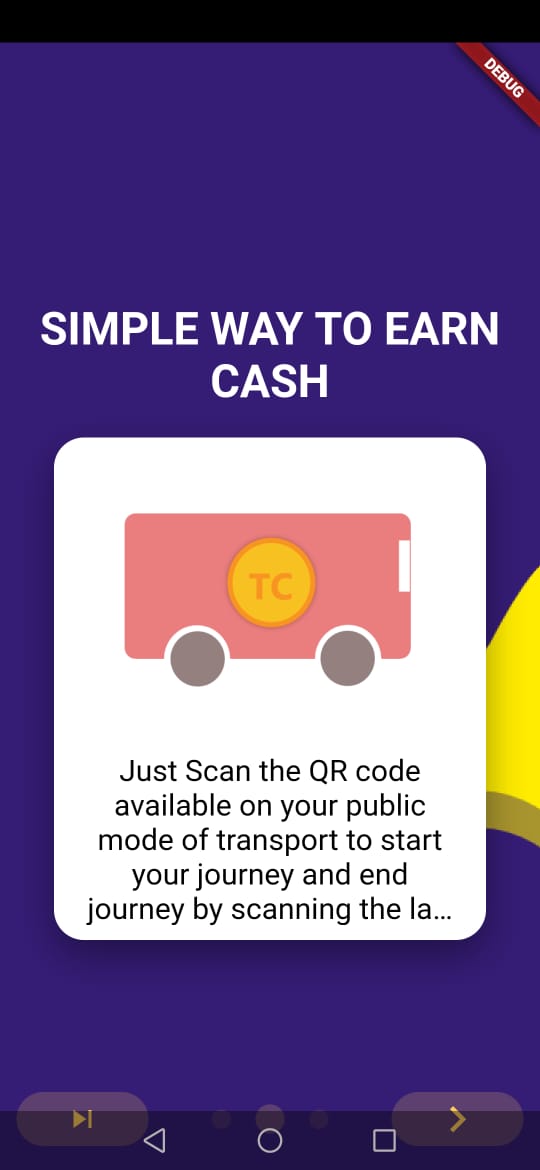 DEBUG
SIMPLE WAY TO EARN
CASH
TC
Just Scan the QR code
available on your public
mode of transport to start
your journey and end
journey by scanning the la...